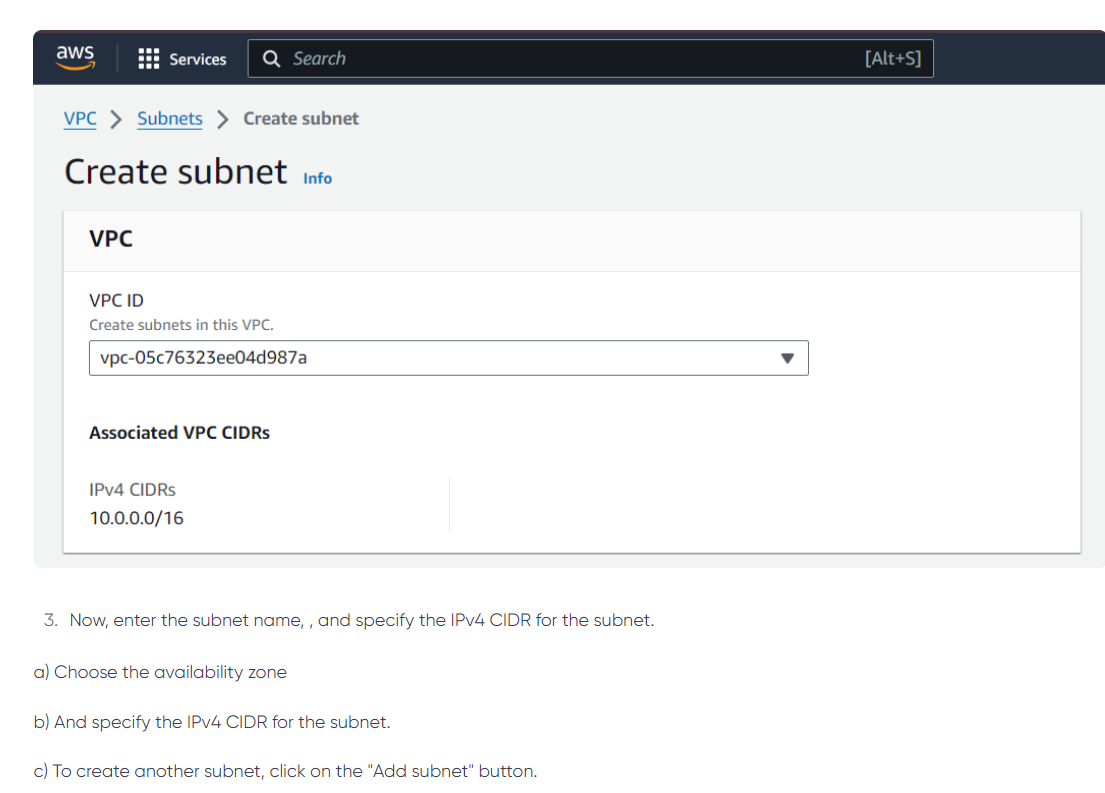 aws Services Search [Alt+S]
VPC > Subnets > Create subnet
Create subnet Info
VPC
VPC ID
Create subnets in this VPC.
vpc-05c76323ee04d987a
Associated VPC CIDRs
IPv4 CIDRs
10.0.0.0/16
3. Now, enter the subnet name, , and specify the IPv4 CIDR for the subnet.
a) Choose the availability zone
b) And specify the IPv4 CIDR for the subnet.
c) To create another subnet, click on the "Add subnet" button.